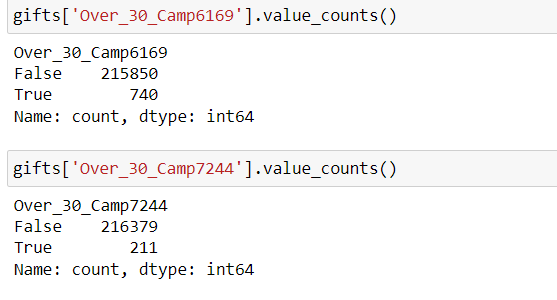 gifts['Over_30_Camp6169'].value_counts()
Over_30_Camp6169
False    215850
True        740
Name: count, dtype: int64
gifts['Over_30_Camp7244'].value_counts()
Over_30_Camp7244
False    216379
True        211
Name: count, dtype: int64